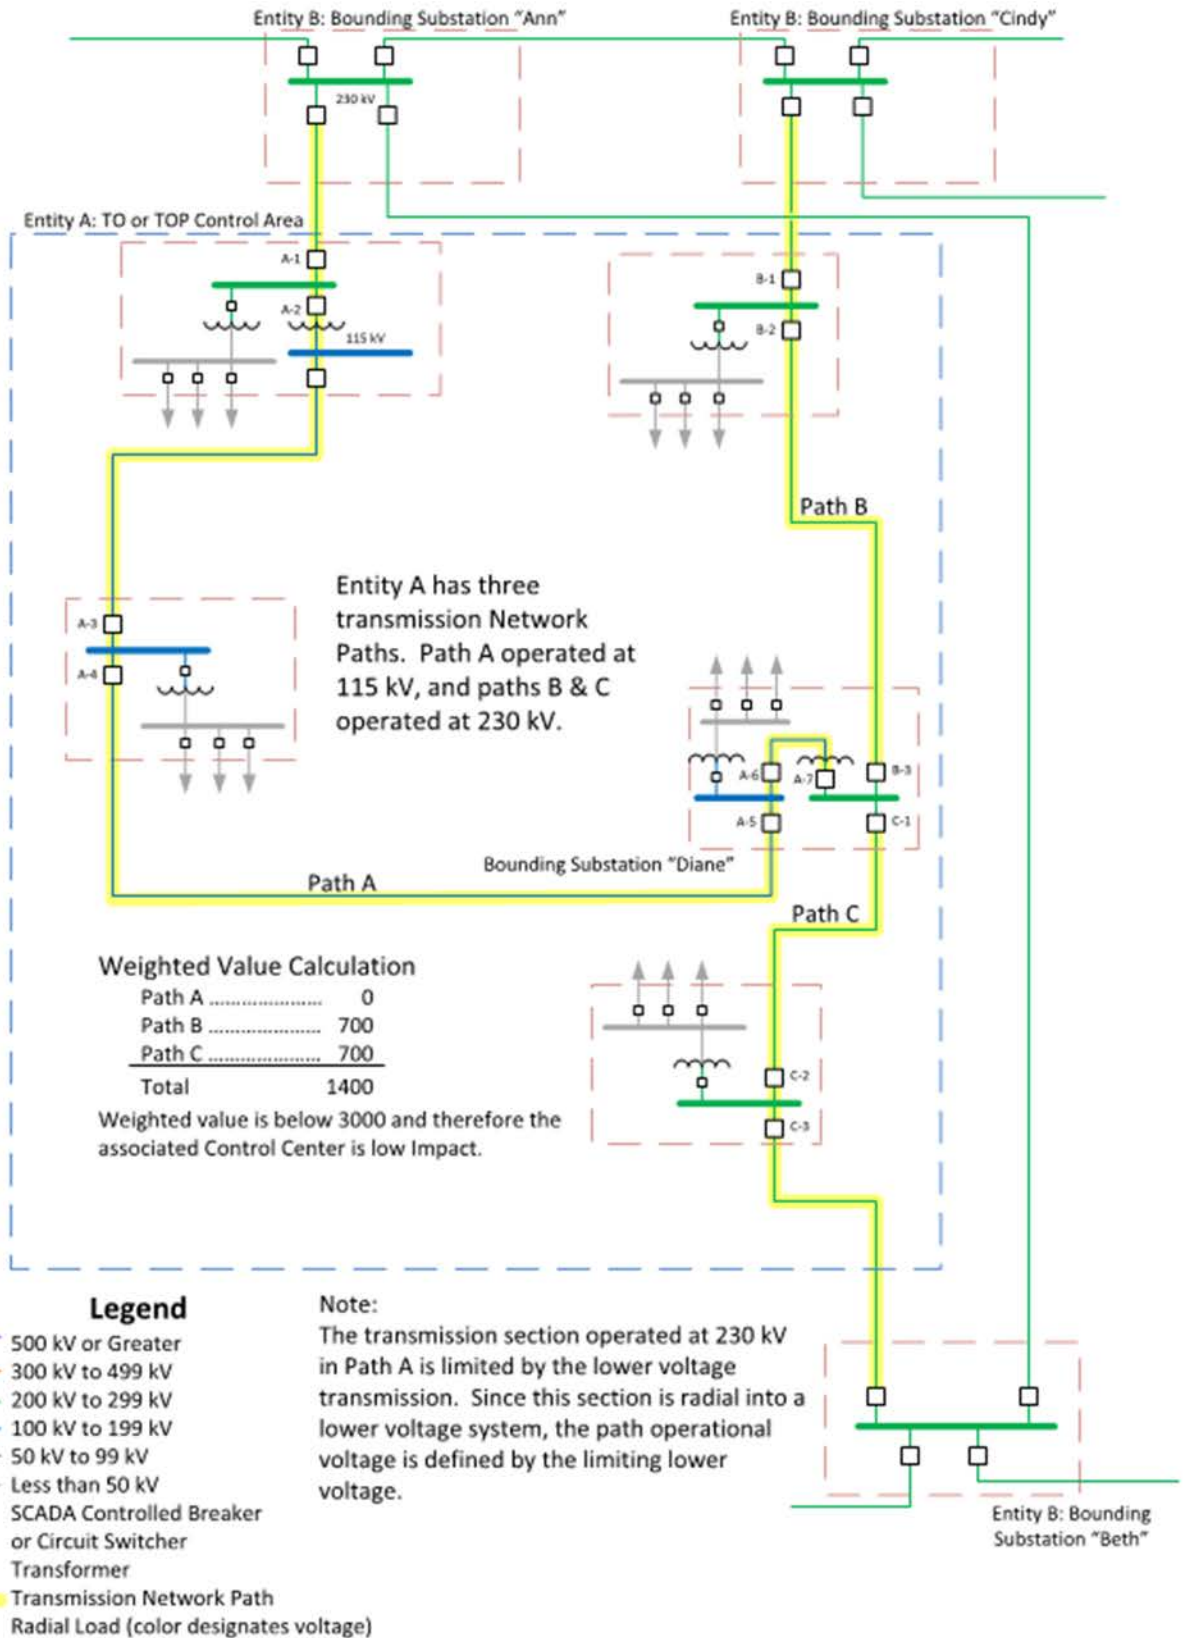 Entity B: Bounding Substation “Ann”
Entity B: Bounding Substation “Cindy”
230 kV
Entity A: TO or TOP Control Area
A-1
A-2
115 kV
B-1
B-2
Path B
Entity A has three
transmission Network
Paths. Path A operated at
115 kV, and paths B & C
operated at 230 kV.
A-3
A-4
A-6
A-7
B-3
A-5
C-1
Bounding Substation “Diane”
Path A
Path C
Weighted Value Calculation
Path A ...................... 0
Path B ...................... 700
Path C ...................... 700
Total 1400
Weighted value is below 3000 and therefore the
associated Control Center is low Impact.
C-2
C-3
Legend
500 kV or Greater
300 kV to 499 kV
200 kV to 299 kV
100 kV to 199 kV
50 kV to 99 kV
Less than 50 kV
SCADA Controlled Breaker
or Circuit Switcher
Transformer
Transmission Network Path
Radial Load (color designates voltage)
Note:
The transmission section operated at 230 kV
in Path A is limited by the lower voltage
transmission. Since this section is radial into a
lower voltage system, the path operational
voltage is defined by the limiting lower
voltage.
Entity B: Bounding
Substation “Beth”